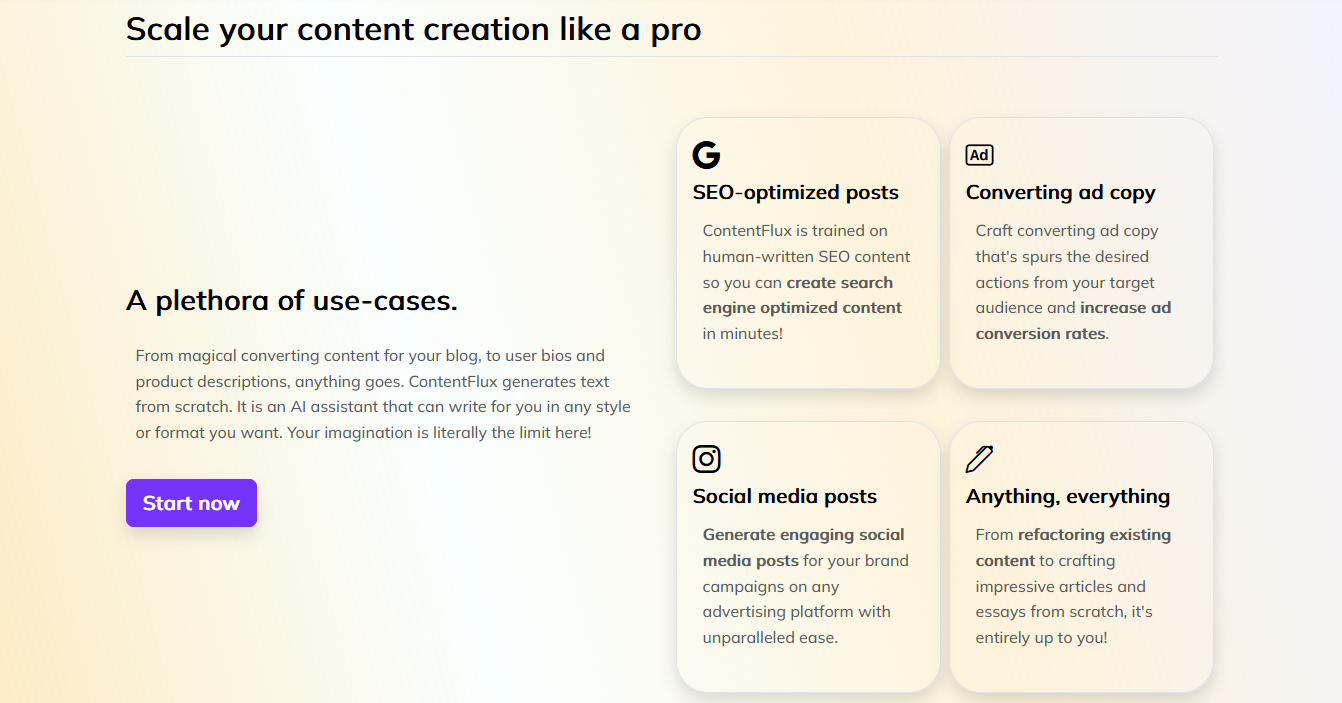 Scale your content creation like a pro
A plethora of use-cases.
From magical converting content for your blog, to user bios and
product descriptions, anything goes. ContentFlux generates text
from scratch. It is an AI assistant that can write for you in any style
or format you want. Your imagination is literally the limit here!
Start now
SEO-optimized posts
ContentFlux is trained on
human-written SEO content
so you can create search
engine optimized content
in minutes!
Ad
Converting ad copy
Craft converting ad copy
that's spurs the desired
actions from your target
audience and increase ad
conversion rates.
Social media posts
Generate engaging social
media posts for your brand
campaigns on any
advertising platform with
unparalleled ease.
Anything, everything
From refactoring existing
content to crafting
impressive articles and
essays from scratch, it's
entirely up to you!